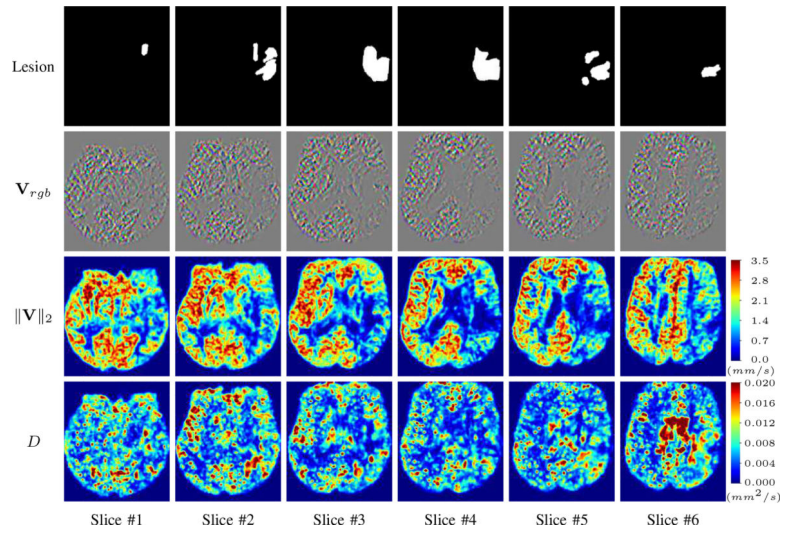 Lesion
V_rgb
‖V‖₂
3.5
2.8
2.1
1.4
0.7
0.0
(mm/s)
D
0.020
0.016
0.012
0.008
0.004
0.000
(mm²/s)
Slice #1 Slice #2 Slice #3 Slice #4 Slice #5 Slice #6